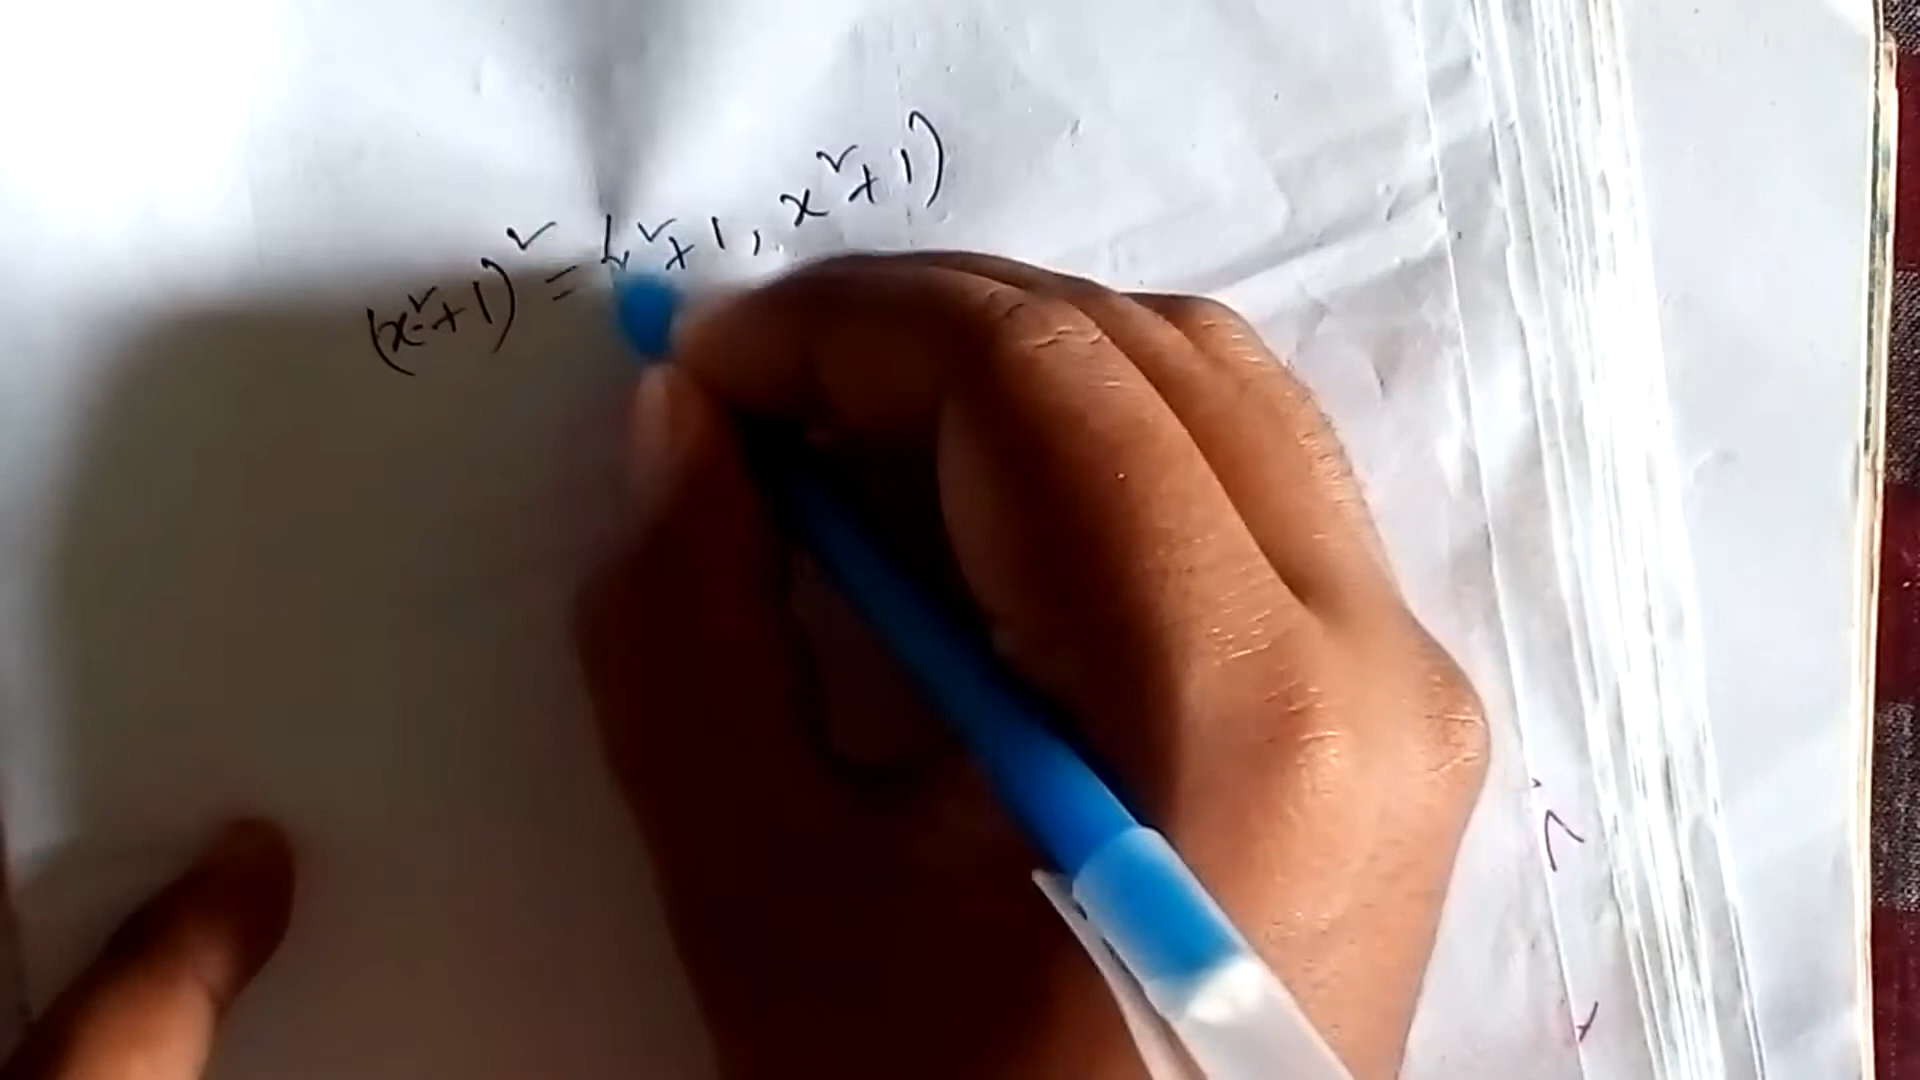 (x²+1)² = (x²+1, x²+1)